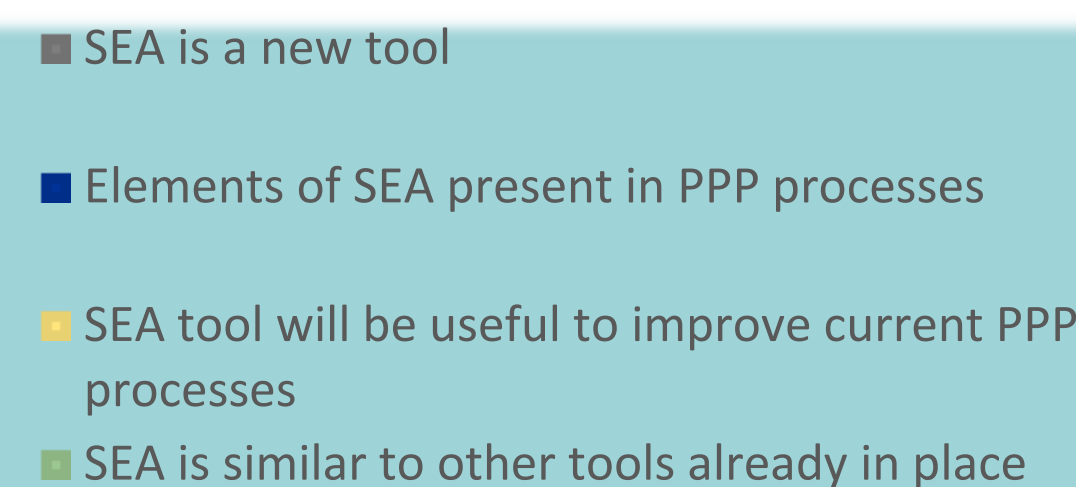 SEA is a new tool
Elements of SEA present in PPP processes
SEA tool will be useful to improve current PPP
processes
SEA is similar to other tools already in place